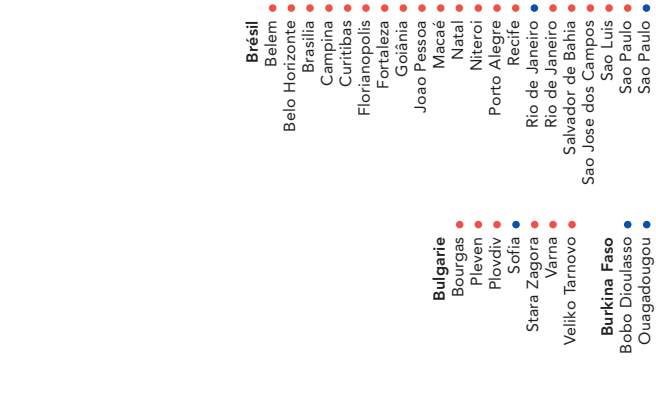 Brésil
Belem
Belo Horizonte
Brasilia
Campina
Curitibas
Florianopolis
Fortaleza
Goiânia
Joao Pessoa
Macaé
Natal
Niteroi
Porto Alegre
Recife
Rio de Janeiro
Rio de Janeiro
Salvador de Bahia
Sao Jose dos Campos
Sao Luis
Sao Paulo
Sao Paulo
Bulgarie
Bourgas
Pleven
Plovdiv
Sofia
Stara Zagora
Varna
Veliko Tarnovo
Burkina Faso
Bobo Dioulasso
Ouagadougou